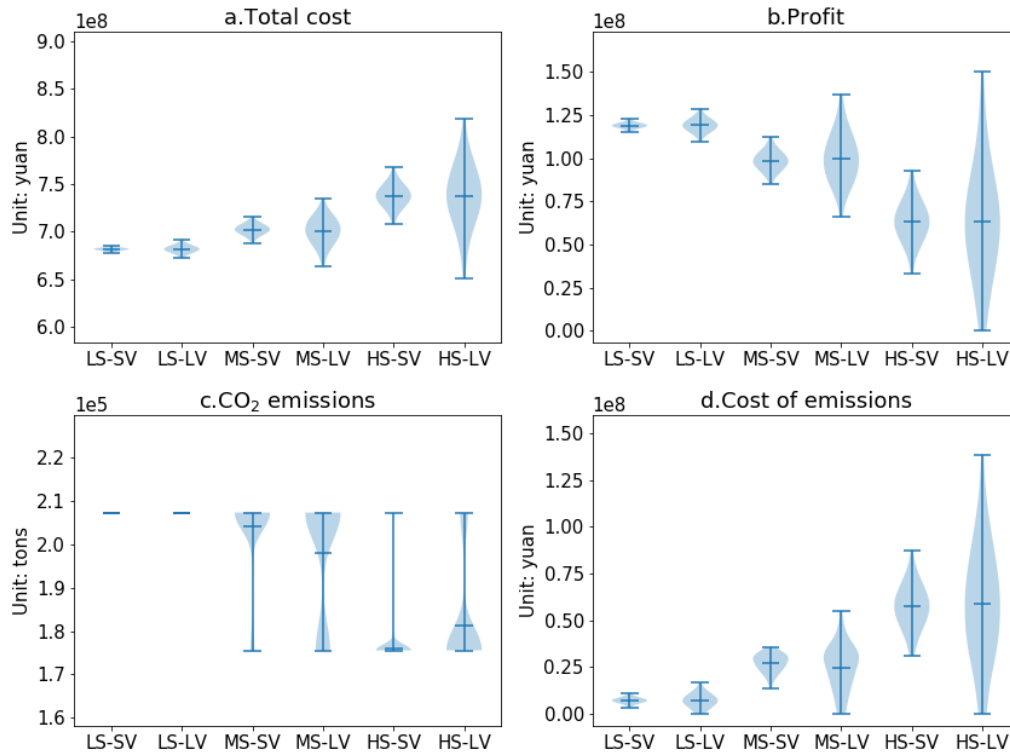 a.Total cost
1e8
Unit: yuan
9.0
8.5
8.0
7.5
7.0
6.5
6.0
LS-SV LS-LV MS-SV MS-LV HS-SV HS-LV
b.Profit
1e8
Unit: yuan
1.50
1.25
1.00
0.75
0.50
0.25
0.00
LS-SV LS-LV MS-SV MS-LV HS-SV HS-LV
c.CO₂ emissions
1e5
Unit: tons
2.2
2.1
2.0
1.9
1.8
1.7
1.6
LS-SV LS-LV MS-SV MS-LV HS-SV HS-LV
d.Cost of emissions
1e8
Unit: yuan
1.50
1.25
1.00
0.75
0.50
0.25
0.00
LS-SV LS-LV MS-SV MS-LV HS-SV HS-LV